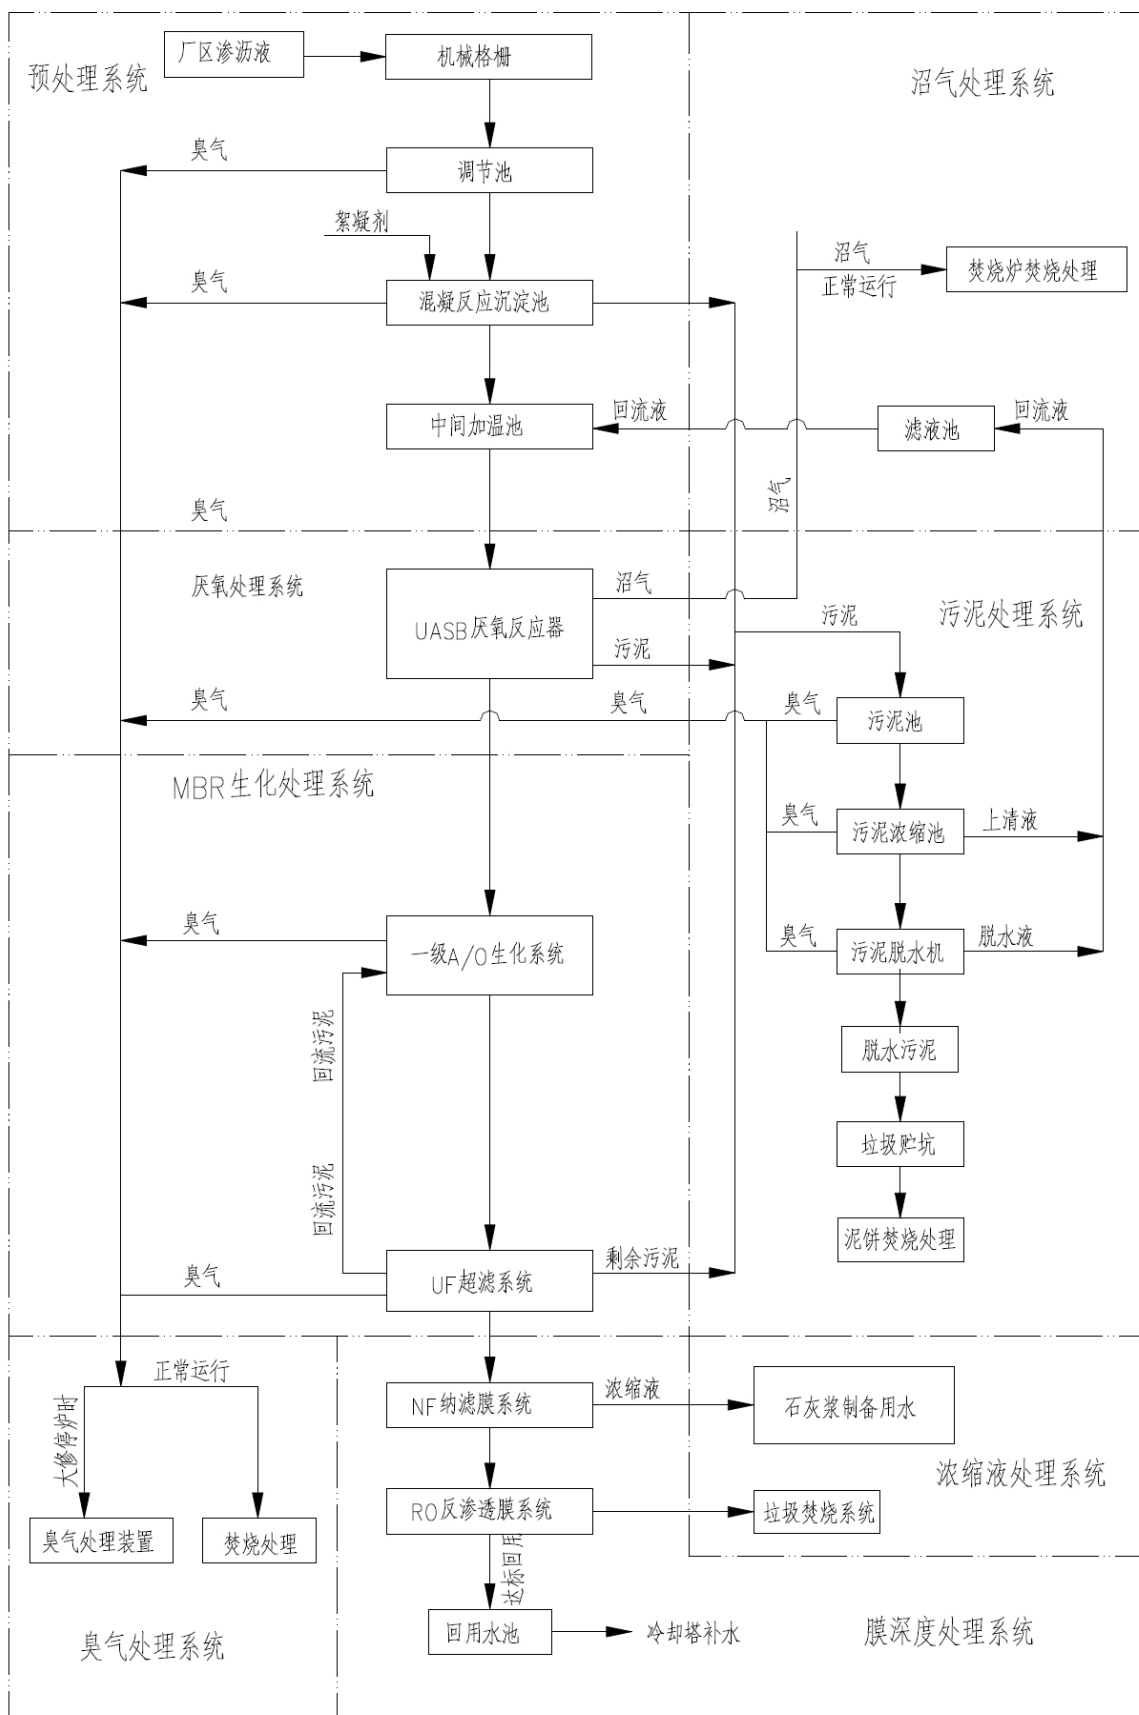 厂区渗沥液
机械格栅
预处理系统
沼气处理系统
臭气
调节池
絮凝剂
沼气
正常运行
焚烧炉焚烧处理
臭气
混凝反应沉淀池
回流液
回流液
中间加温池
滤液池
沼气
臭气
厌氧处理系统
沼气
污泥处理系统
UASB厌氧反应器
污泥
污泥
臭气
臭气
臭气
污泥池
MBR生化处理系统
臭气
污泥浓缩池
上清液
臭气
一级A/O生化系统
臭气
污泥脱水机
脱水液
回流污泥
脱水污泥
垃圾贮坑
回流污泥
泥饼焚烧处理
臭气
UF超滤系统
剩余污泥
正常运行
大修停炉时
NF纳滤膜系统
浓缩液
石灰浆制备用水
浓缩液处理系统
RO反渗透膜系统
垃圾焚烧系统
臭气处理装置
焚烧处理
达标回用
回用水池
冷却塔补水
臭气处理系统
膜深度处理系统